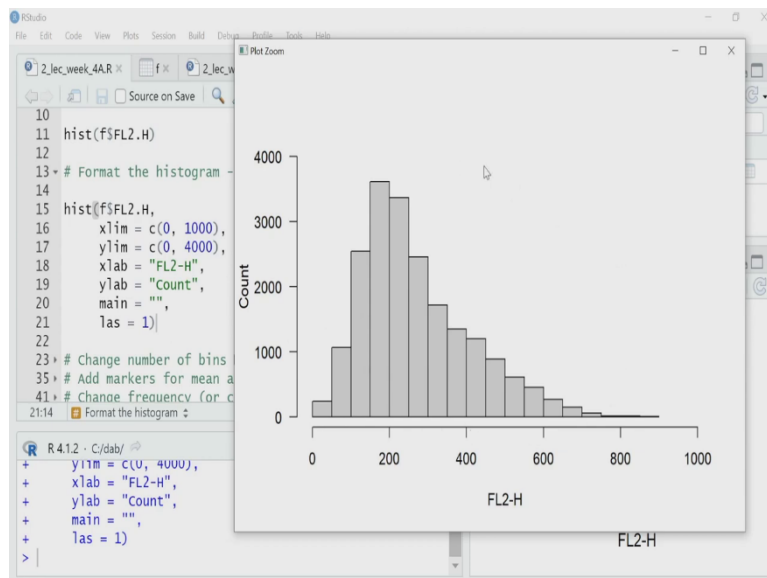 RStudio
File Edit Code View Plots Session Build Debug Profile Tools Help
Plot Zoom
2_lec_week_4A.R
f
2_lec_w
Source on Save
10
11 hist(f$FL2.H)
12
13 # Format the histogram -
14
15 hist(f$FL2.H,
16 xlim = c(0, 1000),
17 ylim = c(0, 4000),
18 xlab = "FL2-H",
19 ylab = "Count",
20 main = "",
21 las = 1)
22
23 # Change number of bins
35 # Add markers for mean a
41 # Change frequency (or c
21:14 Format the histogram
R 4.1.2 · C:/dab/
+ ylim = c(0, 4000),
+ xlab = "FL2-H",
+ ylab = "Count",
+ main = "",
+ las = 1)
>
4000
3000
2000
1000
0
Count
0 200 400 600 800 1000
FL2-H
FL2-H